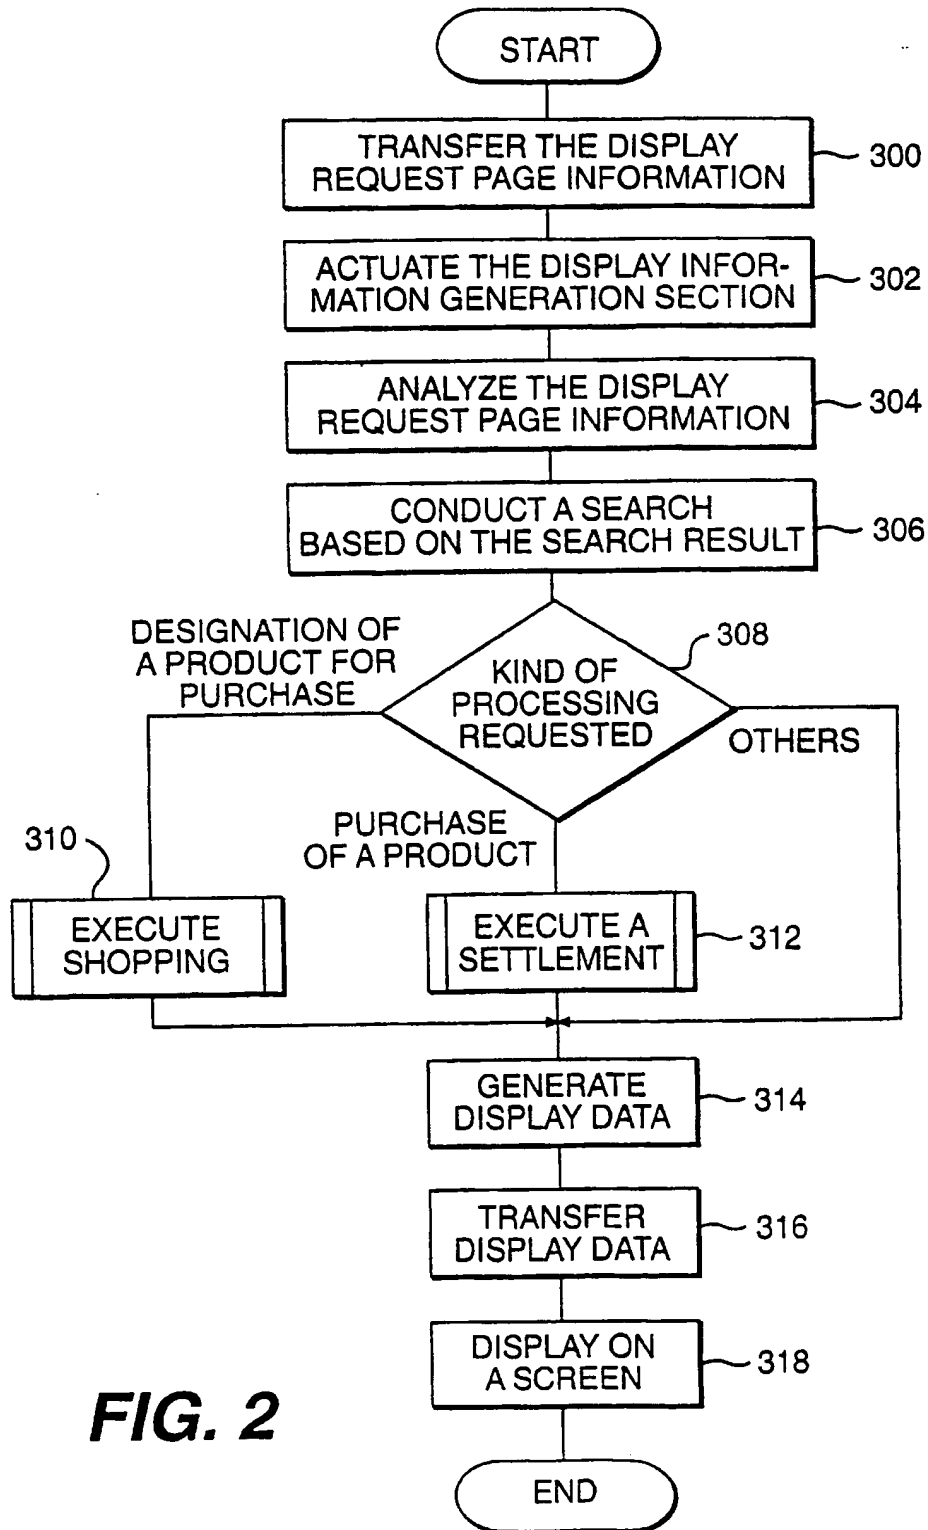 START
TRANSFER THE DISPLAY
REQUEST PAGE INFORMATION
300
ACTUATE THE DISPLAY INFOR-
MATION GENERATION SECTION
302
ANALYZE THE DISPLAY
REQUEST PAGE INFORMATION
304
CONDUCT A SEARCH
BASED ON THE SEARCH RESULT
306
DESIGNATION OF
A PRODUCT FOR
PURCHASE
KIND OF
PROCESSING
REQUESTED
308
OTHERS
PURCHASE
OF A PRODUCT
310
EXECUTE
SHOPPING
EXECUTE A
SETTLEMENT
312
GENERATE
DISPLAY DATA
314
TRANSFER
DISPLAY DATA
316
DISPLAY ON
A SCREEN
318
FIG. 2
END